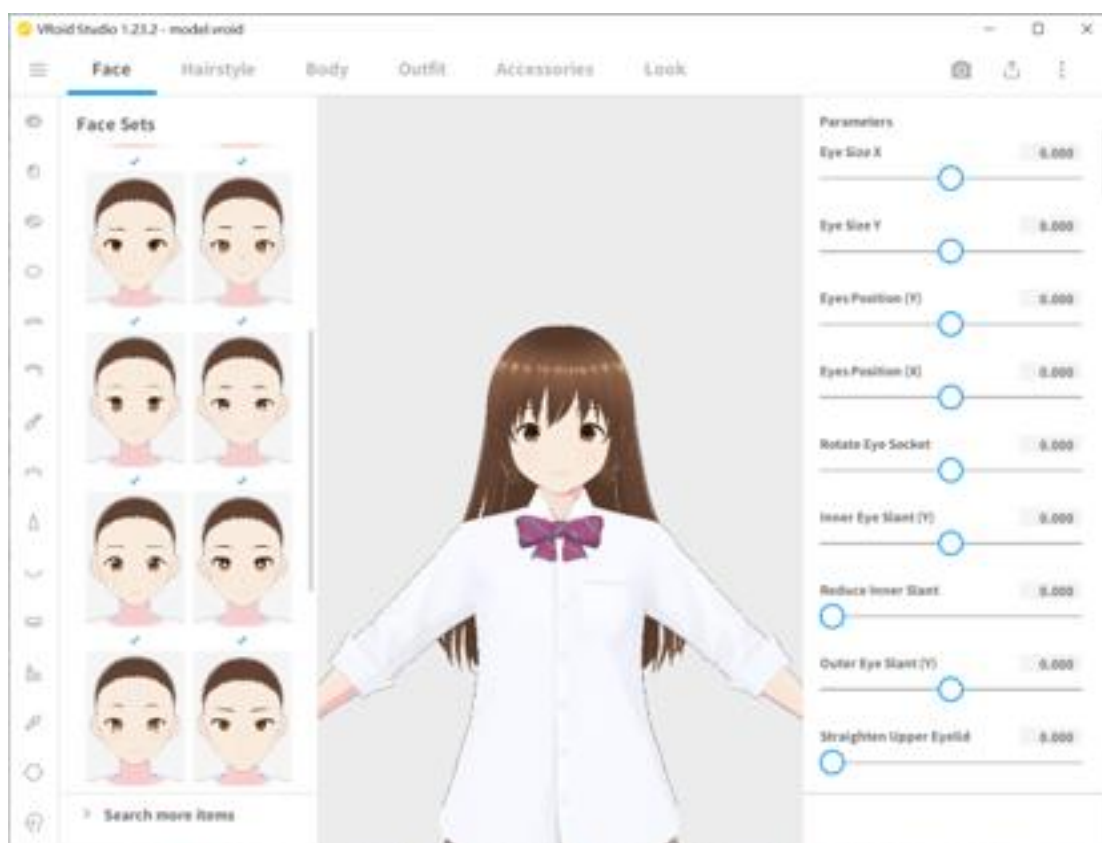 VRoid Studio 1.23.2 - model.vroid
Face Hairstyle Body Outfit Accessories Look
Face Sets
Search more items
Parameters
Eye Size X 0.000
Eye Size Y 0.000
Eyes Position (Y) 0.000
Eyes Position (X) 0.000
Rotate Eye Socket 0.000
Inner Eye Slant (Y) 0.000
Reduce Inner Slant 0.000
Outer Eye Slant (Y) 0.000
Straighten Upper Eyelid 0.000